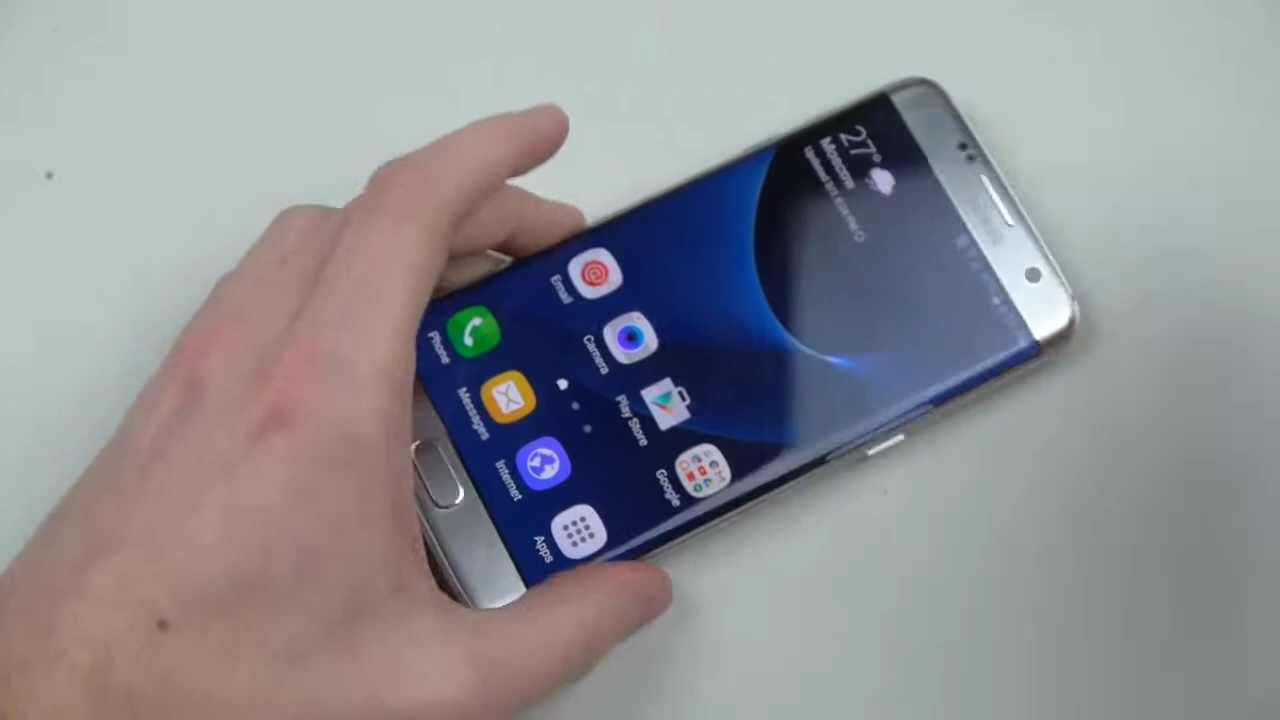 27°
Moscow
Email
Camera
Play Store
Google
Phone
Messages
Internet
Apps